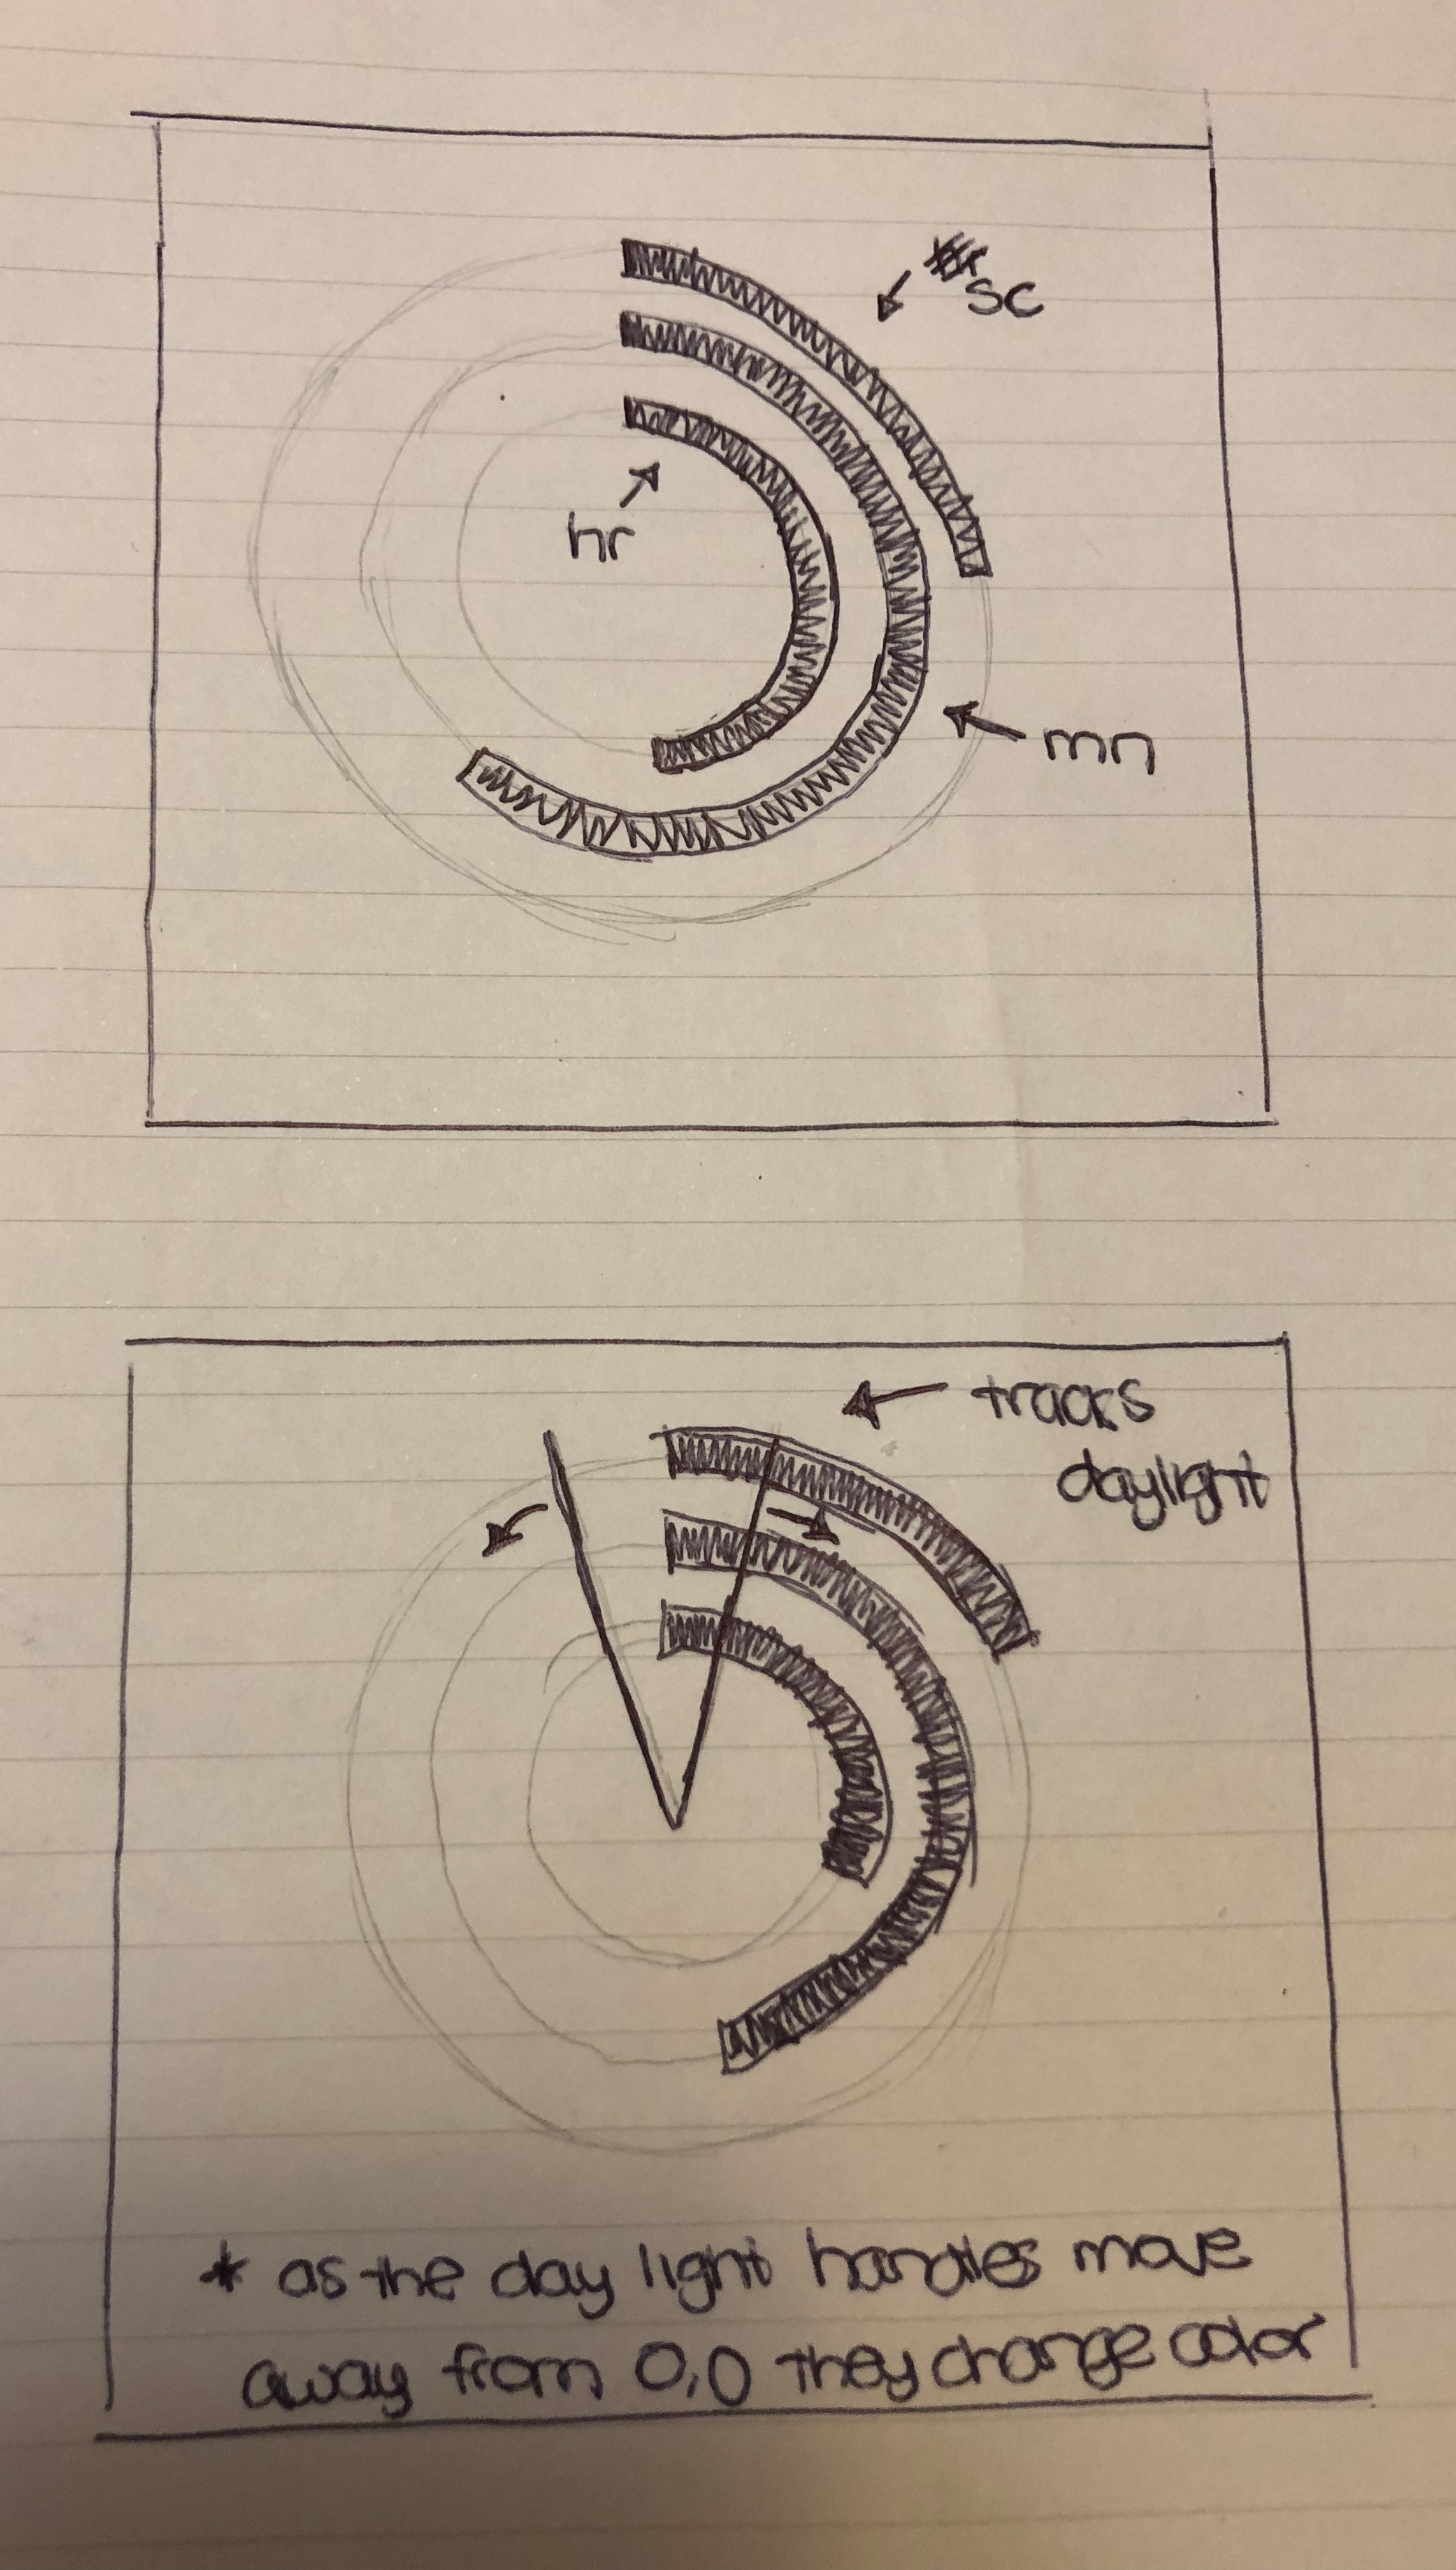 sc
hr
mn
tracks
daylight
* as the day light handles move
away from 0,0 they change color